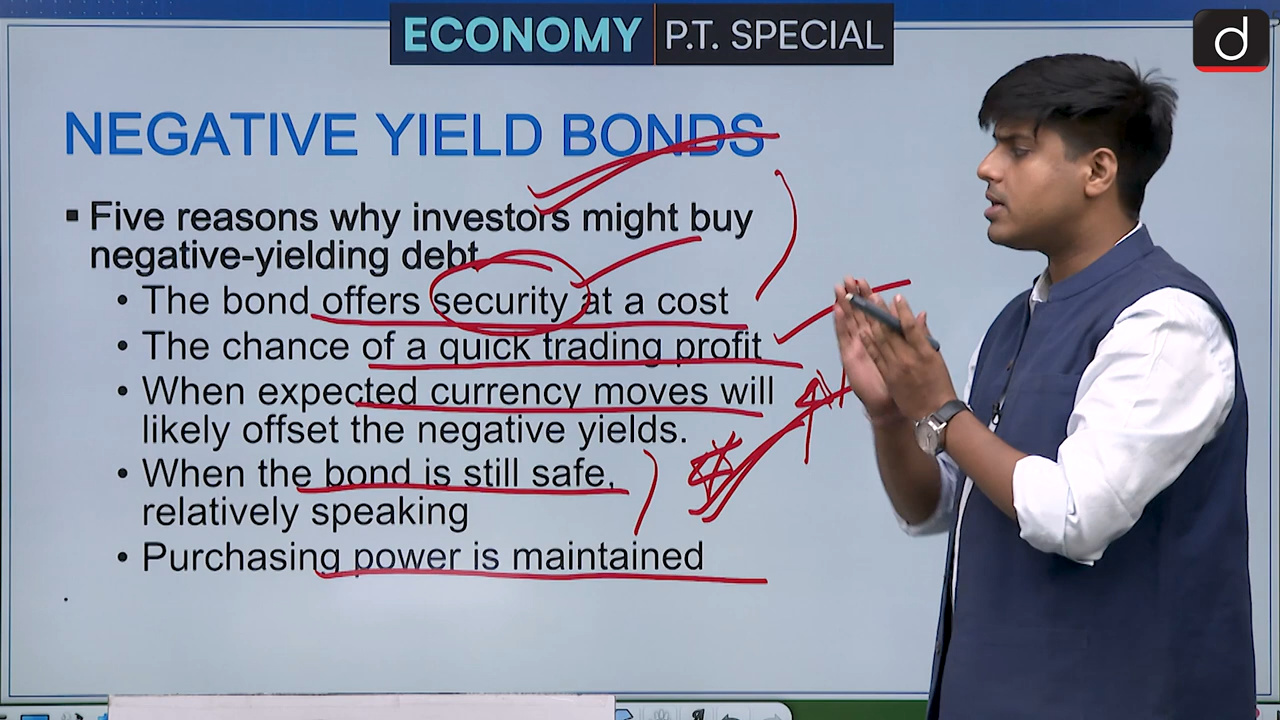 ECONOMY P.T. SPECIAL
d
NEGATIVE YIELD BONDS
▪ Five reasons why investors might buy
negative-yielding debt
• The bond offers security at a cost
• The chance of a quick trading profit
• When expected currency moves will
likely offset the negative yields.
• When the bond is still safe,
relatively speaking
• Purchasing power is maintained
.
$